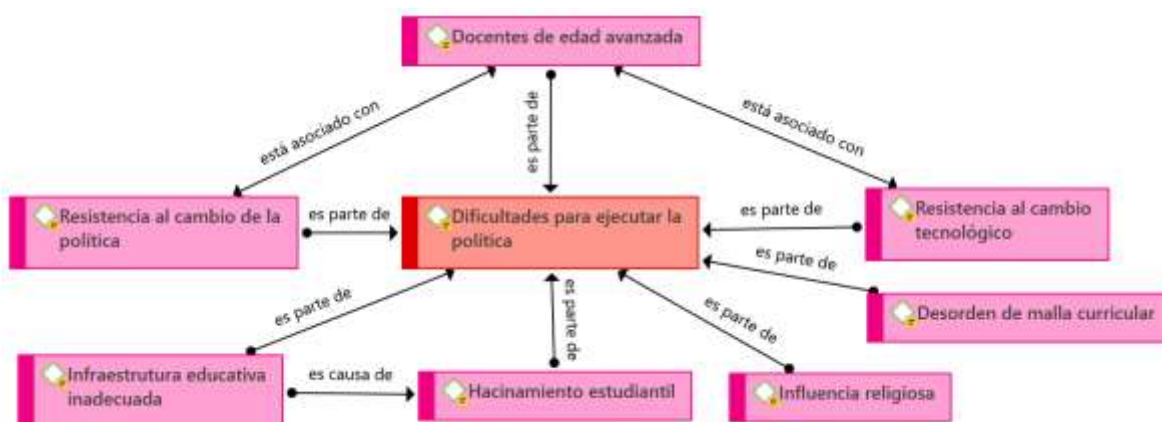 Docentes de edad avanzada
está asociado con
es parte de
está asociado con
Resistencia al cambio de la
política
es parte de
Dificultades para ejecutar la
política
es parte de
Resistencia al cambio
tecnológico
es parte de
Desorden de malla curricular
es parte de
es parte de
es parte de
Infraestrutura educativa
inadecuada
es causa de
Hacinamiento estudiantil
Influencia religiosa